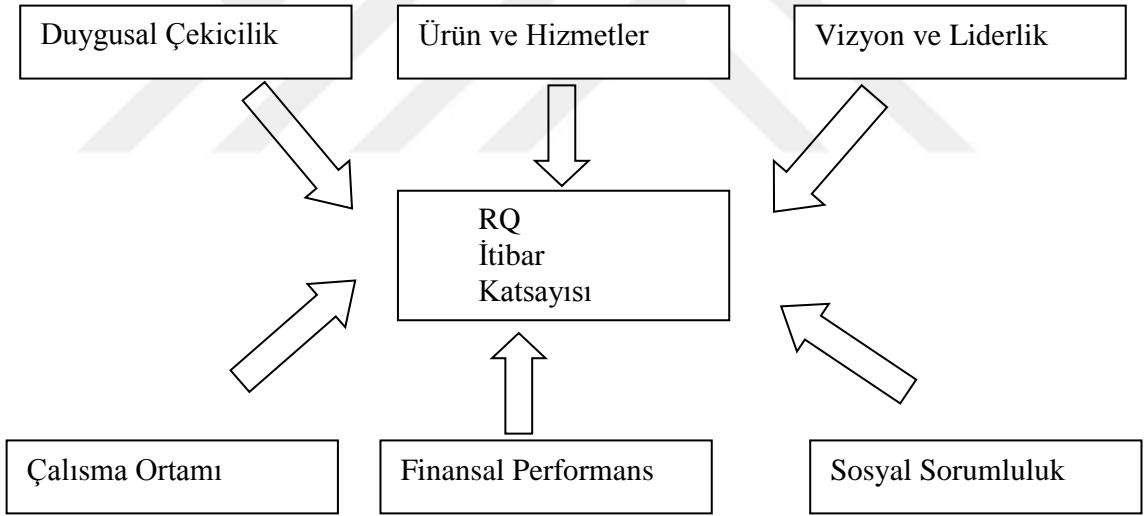 Duygusal Çekicilik
Ürün ve Hizmetler
Vizyon ve Liderlik
RQ
İtibar
Katsayısı
Çalısma Ortamı
Finansal Performans
Sosyal Sorumluluk